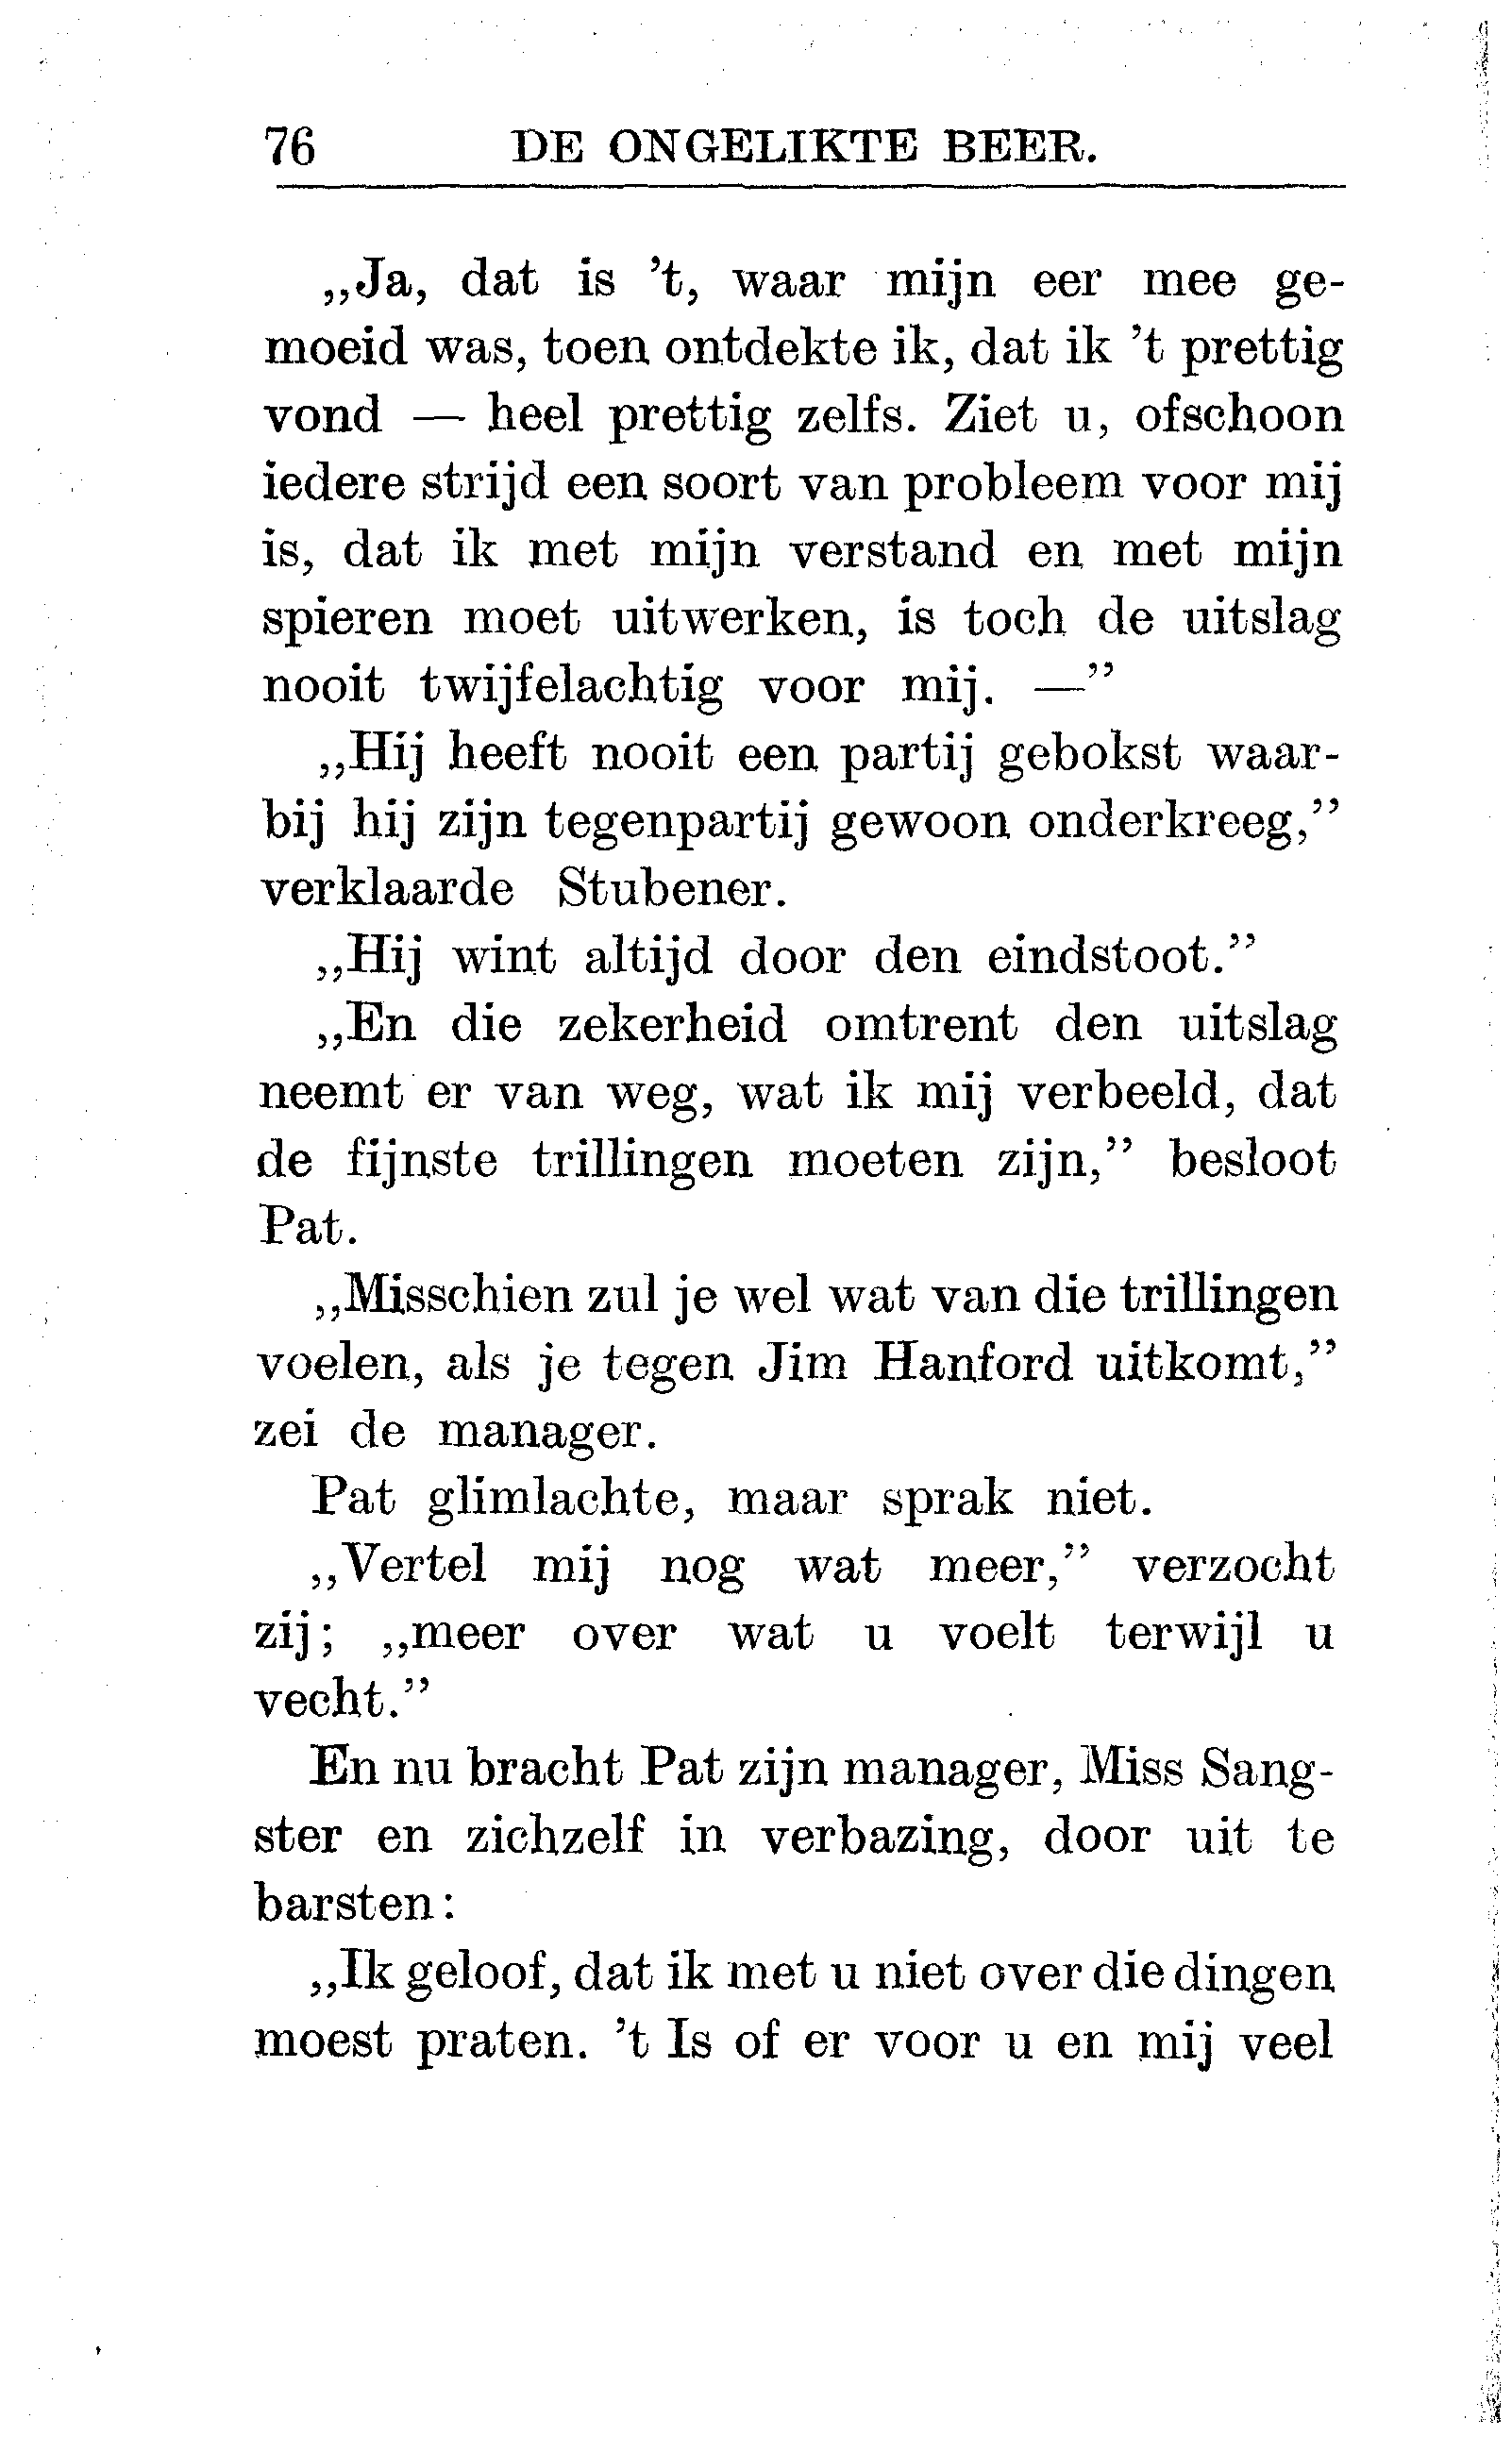 76 DE ONGELIKTE BEER.
„Ja, dat is ’t, waar mijn eer mee ge-
moeid was, toen ontdekte ik, dat ik ’t prettig
vond — heel prettig zelfs. Ziet u, ofschoon
iedere strijd een soort van probleem voor mij
is, dat ik met mijn verstand en met mijn
spieren moet uitwerken, is toch de uitslag
nooit twijfelachtig voor mij. —”
„Hij heeft nooit een partij gebokst waar-
bij hij zijn tegenpartij gewoon onderkreeg,”
verklaarde Stubener.
„Hij wint altijd door den eindstoot.”
„En die zekerheid omtrent den uitslag
neemt er van weg, wat ik mij verbeeld, dat
de fijnste trillingen moeten zijn,” besloot
Pat.
„Misschien zul je wel wat van die trillingen
voelen, als je tegen Jim Hanford uitkomt,”
zei de manager.
Pat glimlachte, maar sprak niet.
„Vertel mij nog wat meer,” verzocht
zij; „meer over wat u voelt terwijl u
vecht.”
En nu bracht Pat zijn manager, Miss Sang-
ster en zichzelf in verbazing, door uit te
barsten:
„Ik geloof, dat ik met u niet over die dingen
moest praten. ’t Is of er voor u en mij veel